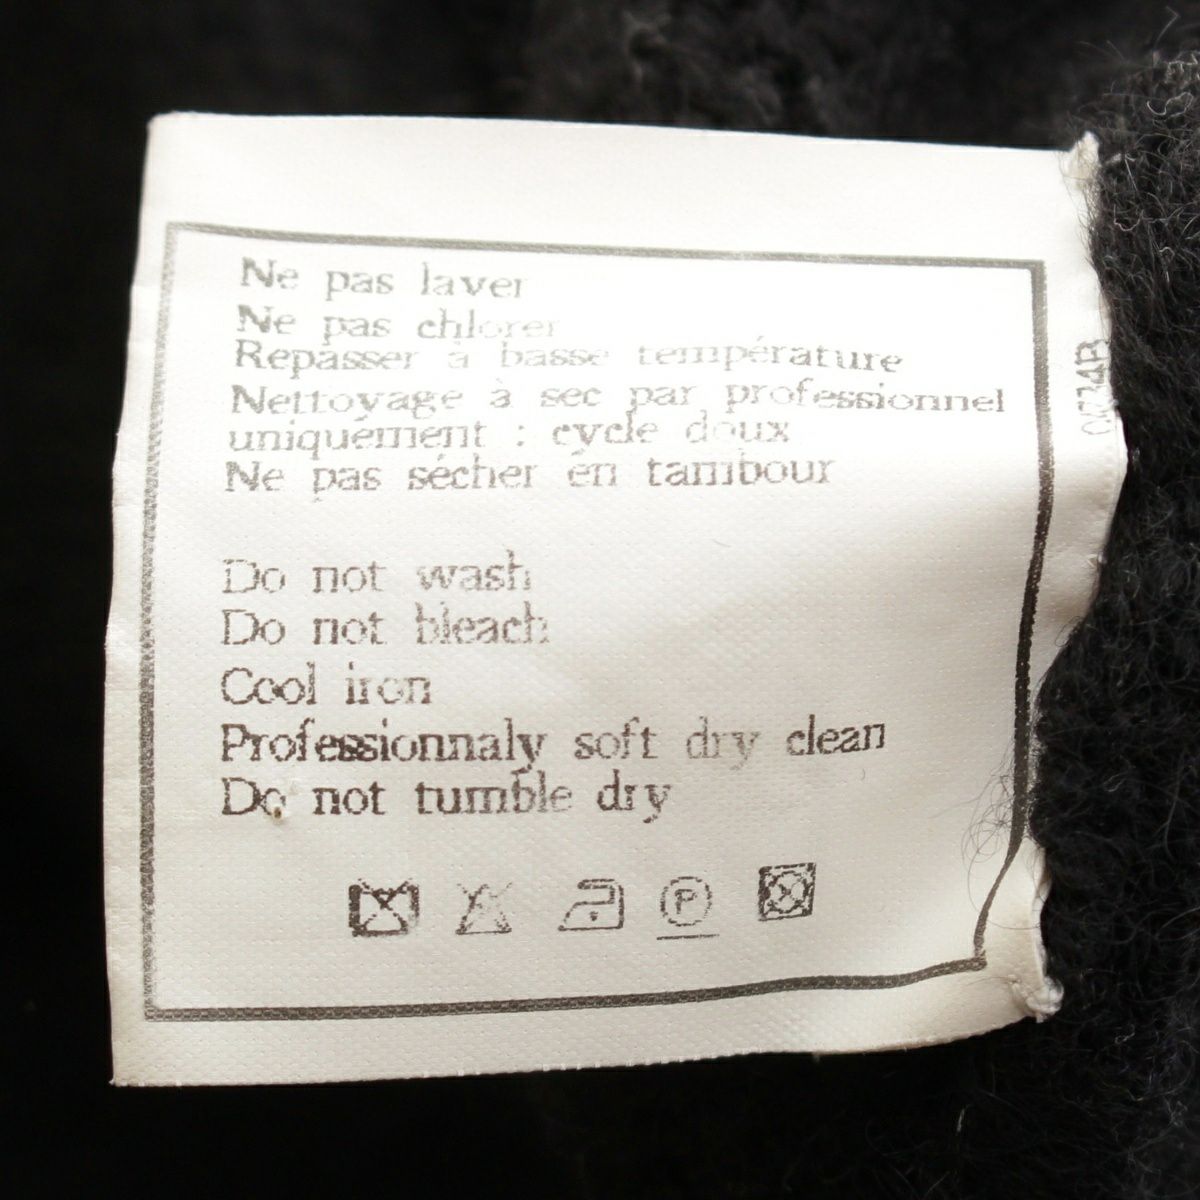 Ne pas laver
Ne pas chlorer
Repasser à basse température
Nettoyage à sec par professionnel
uniquement : cycle doux
Ne pas sécher en tambour
Do not wash
Do not bleach
Cool iron
Professionnaly soft dry clean
Do not tumble dry
P